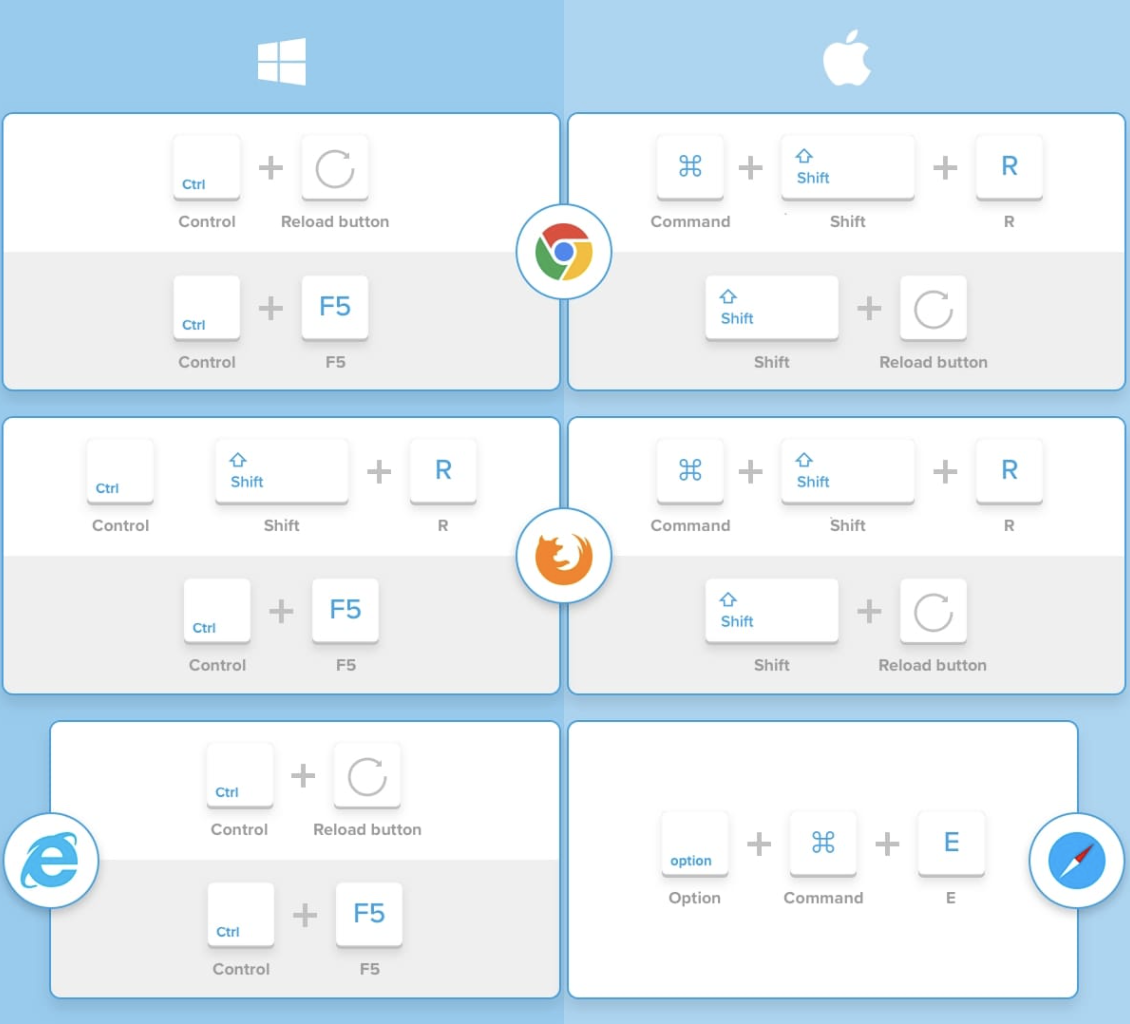 Ctrl
Control Reload button
⌘ Shift R
Command Shift R
Ctrl F5
Control F5
Shift
Shift Reload button
Ctrl Shift R
Control Shift R
⌘ Shift R
Command Shift R
Ctrl F5
Control F5
Shift
Shift Reload button
Ctrl
Control Reload button
Ctrl F5
Control F5
option ⌘ E
Option Command E